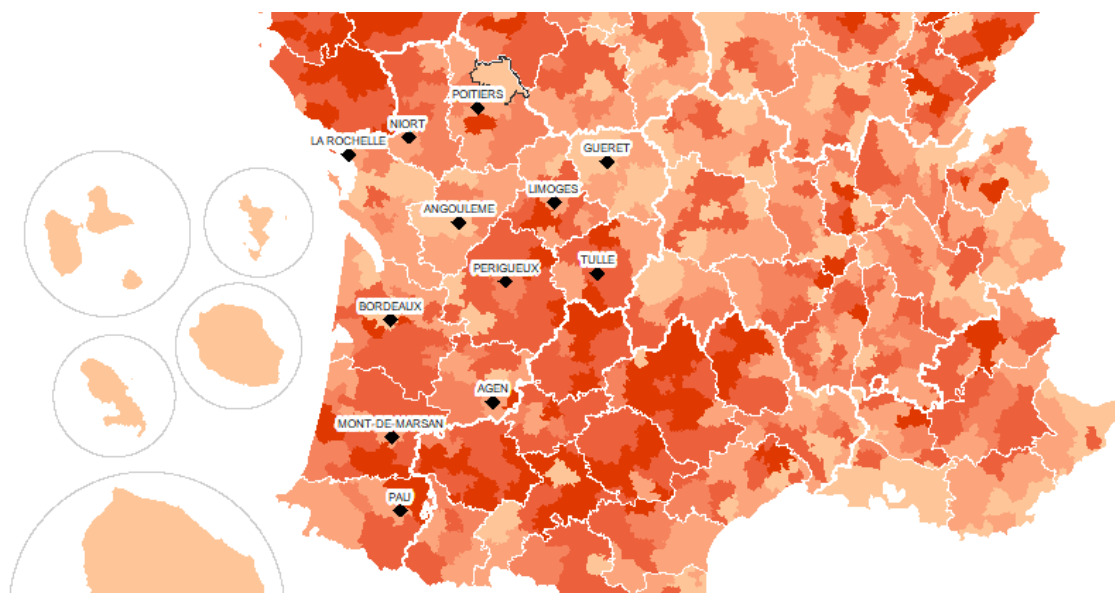 POITIERS
NIORT
LA ROCHELLE
GUERET
LIMOGES
ANGOULEME
TULLE
PERIGUEUX
BORDEAUX
AGEN
MONT-DE-MARSAN
PAU